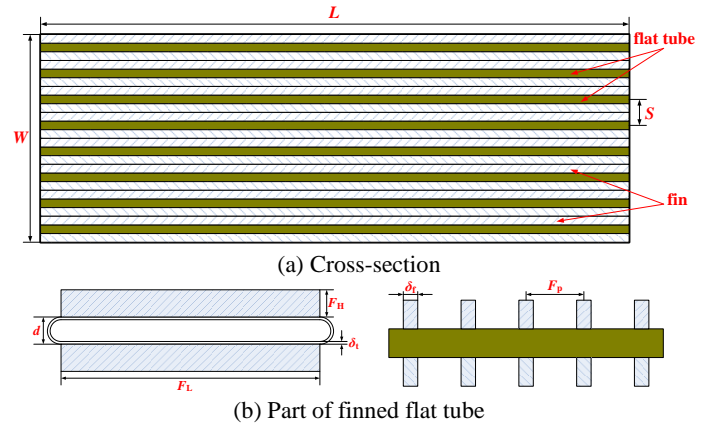 L
flat tube
W
S
fin
(a) Cross-section
δf
Fp
FH
d
δt
FL
(b) Part of finned flat tube